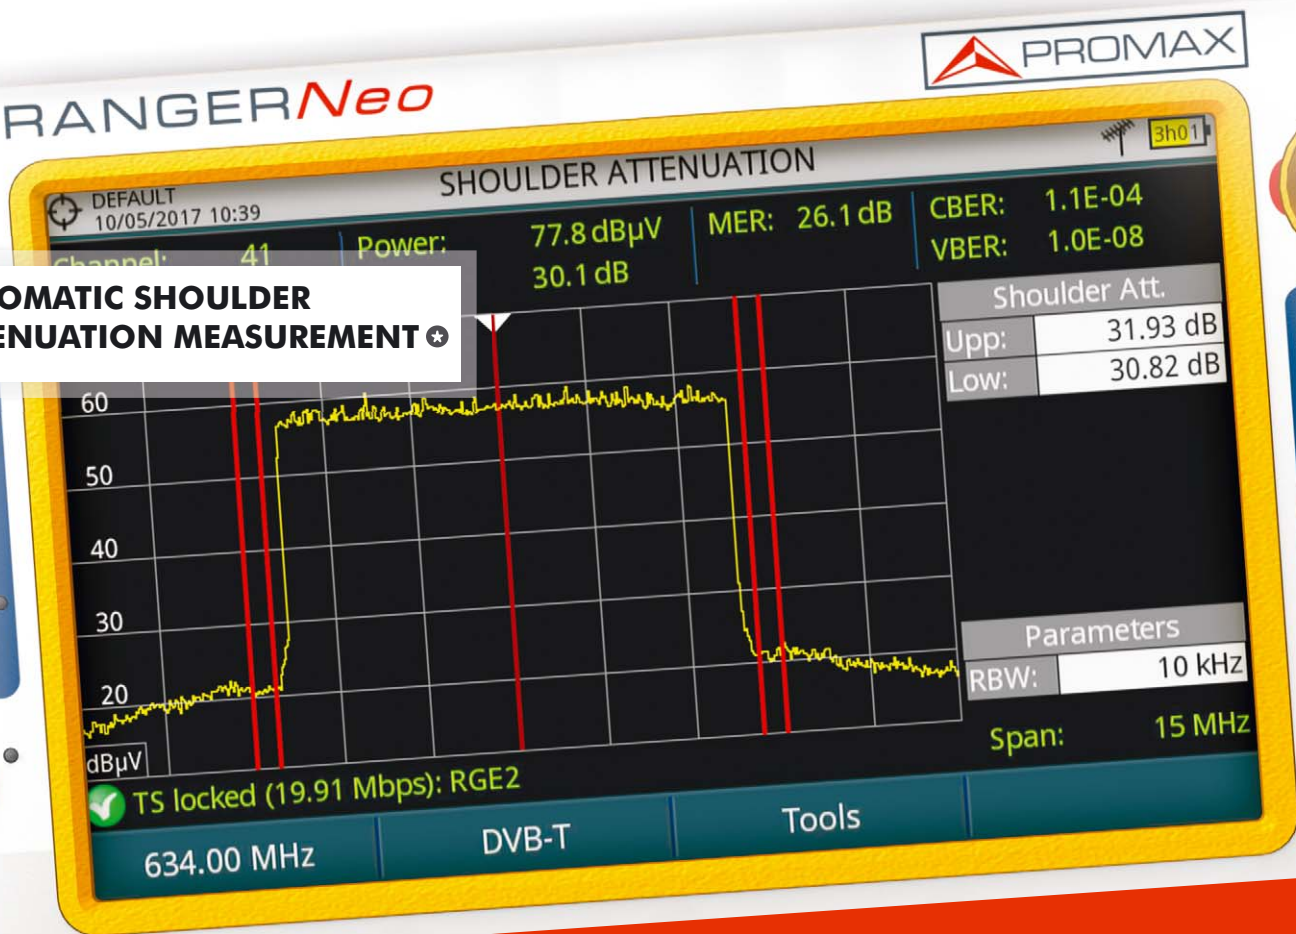 PROMAX
RANGERNeo
DEFAULT
10/05/2017 10:39
SHOULDER ATTENUATION
3h01
Channel: 41
Power: 77.8 dBµV
30.1 dB
MER: 26.1 dB
CBER: 1.1E-04
VBER: 1.0E-08
OMATIC SHOULDER
ENUATION MEASUREMENT
Shoulder Att.
Upp: 31.93 dB
Low: 30.82 dB
60
50
40
30
20
dBµV
Parameters
RBW: 10 kHz
Span: 15 MHz
TS locked (19.91 Mbps): RGE2
634.00 MHz
DVB-T
Tools